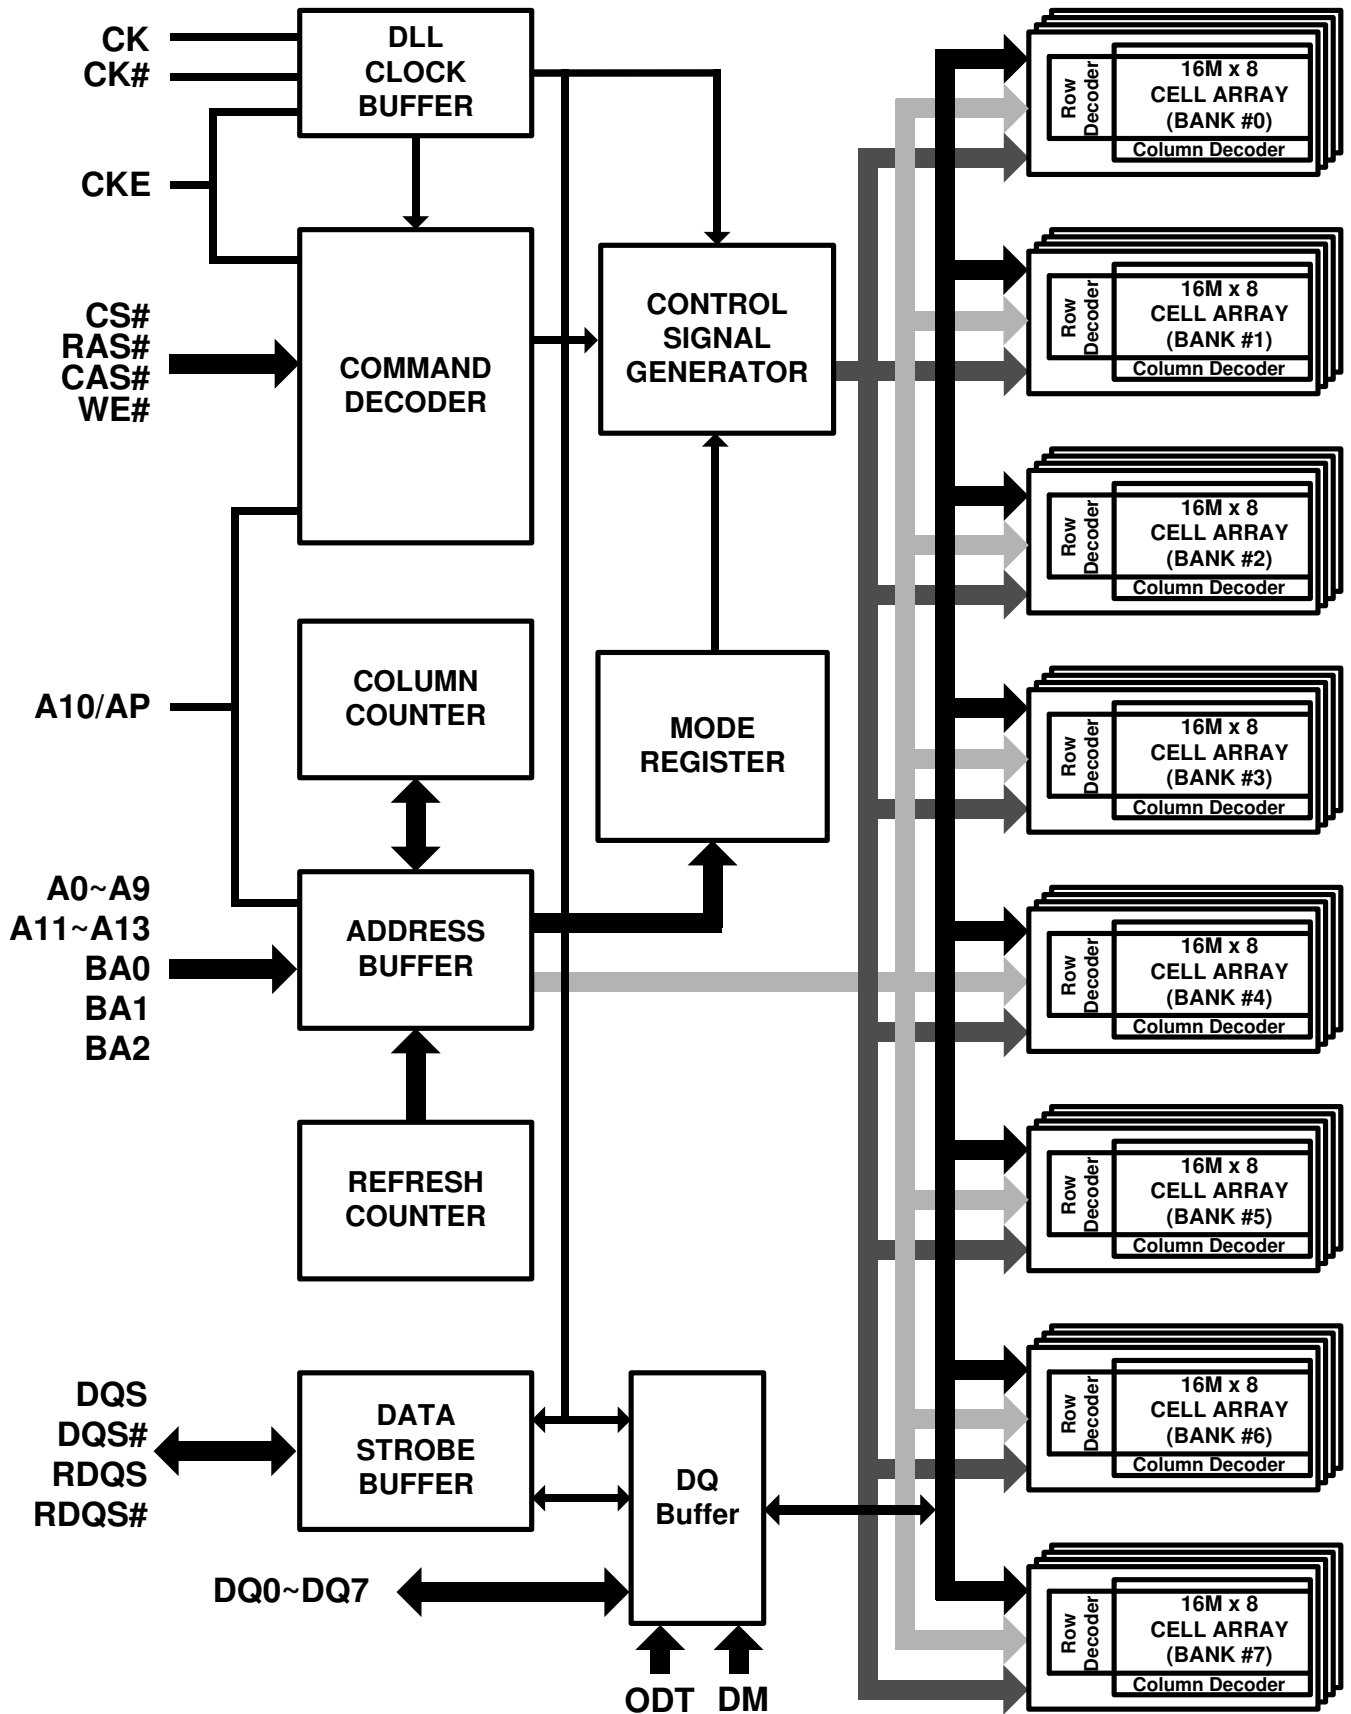 CK
CK#
CKE
CS#
RAS#
CAS#
WE#
A10/AP
A0~A9
A11~A13
BA0
BA1
BA2
DQS
DQS#
RDQS
RDQS#
DQ0~DQ7
DLL
CLOCK
BUFFER
COMMAND
DECODER
COLUMN
COUNTER
ADDRESS
BUFFER
REFRESH
COUNTER
DATA
STROBE
BUFFER
CONTROL
SIGNAL
GENERATOR
MODE
REGISTER
DQ
Buffer
ODT
DM
Row
Decoder
16M x 8
CELL ARRAY
(BANK #0)
Column Decoder
Row
Decoder
16M x 8
CELL ARRAY
(BANK #1)
Column Decoder
Row
Decoder
16M x 8
CELL ARRAY
(BANK #2)
Column Decoder
Row
Decoder
16M x 8
CELL ARRAY
(BANK #3)
Column Decoder
Row
Decoder
16M x 8
CELL ARRAY
(BANK #4)
Column Decoder
Row
Decoder
16M x 8
CELL ARRAY
(BANK #5)
Column Decoder
Row
Decoder
16M x 8
CELL ARRAY
(BANK #6)
Column Decoder
Row
Decoder
16M x 8
CELL ARRAY
(BANK #7)
Column Decoder